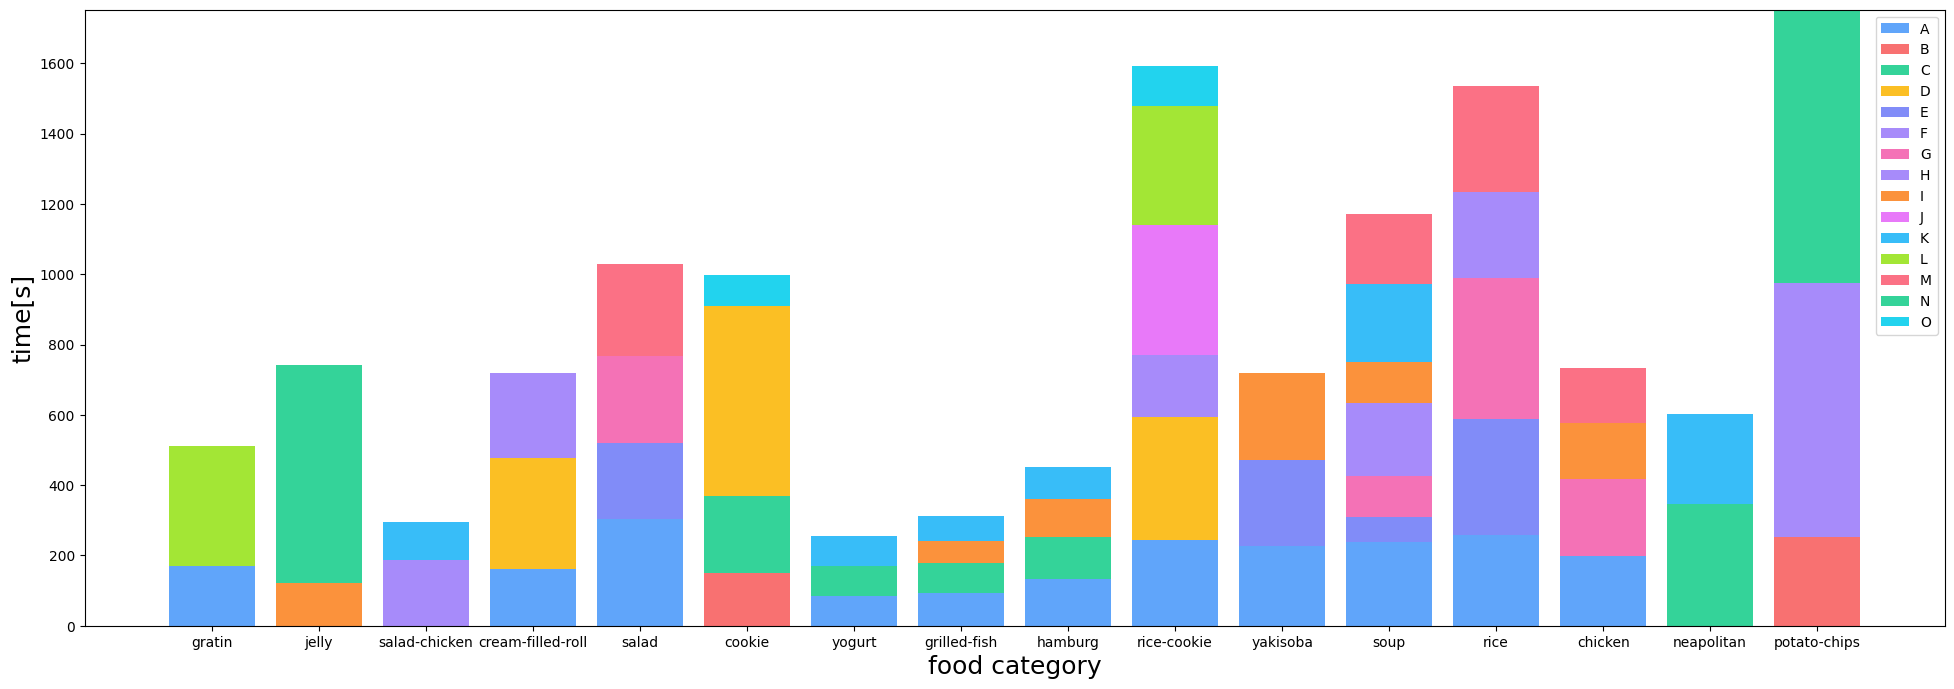 1600
1400
1200
1000
800
600
400
200
0
time[s]
A
B
C
D
E
F
G
H
I
J
K
L
M
N
O
gratin
jelly
salad-chicken
cream-filled-roll
salad
cookie
yogurt
grilled-fish
hamburg
rice-cookie
yakisoba
soup
rice
chicken
neapolitan
potato-chips
food category